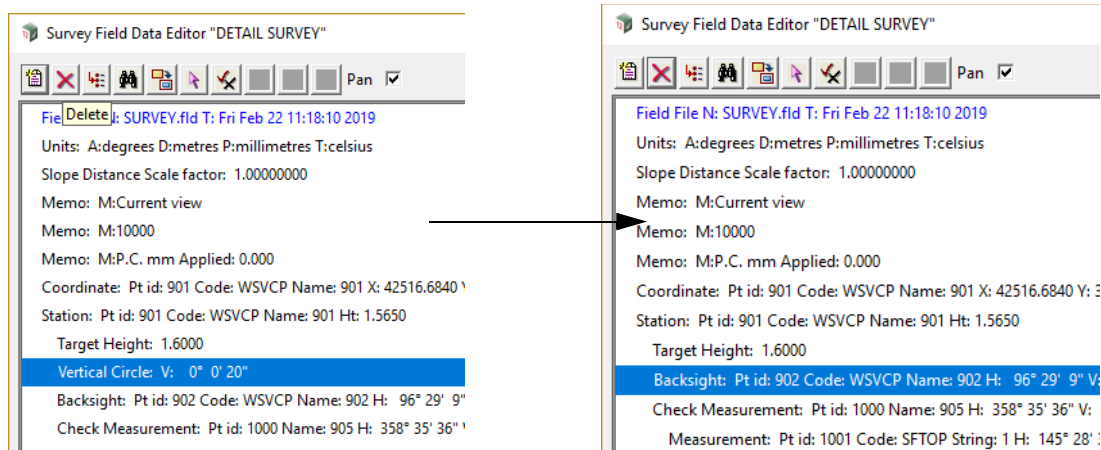 Survey Field Data Editor "DETAIL SURVEY"
Pan
Delete
Fie N: SURVEY.fld T: Fri Feb 22 11:18:10 2019
Units: A:degrees D:metres P:millimetres T:celsius
Slope Distance Scale factor: 1.00000000
Memo: M:Current view
Memo: M:10000
Memo: M:P.C. mm Applied: 0.000
Coordinate: Pt id: 901 Code: WSVCP Name: 901 X: 42516.6840
Station: Pt id: 901 Code: WSVCP Name: 901 Ht: 1.5650
Target Height: 1.6000
Vertical Circle: V: 0° 0' 20"
Backsight: Pt id: 902 Code: WSVCP Name: 902 H: 96° 29' 9"
Check Measurement: Pt id: 1000 Name: 905 H: 358° 35' 36"
Survey Field Data Editor "DETAIL SURVEY"
Pan
Field File N: SURVEY.fld T: Fri Feb 22 11:18:10 2019
Units: A:degrees D:metres P:millimetres T:celsius
Slope Distance Scale factor: 1.00000000
Memo: M:Current view
Memo: M:10000
Memo: M:P.C. mm Applied: 0.000
Coordinate: Pt id: 901 Code: WSVCP Name: 901 X: 42516.6840 Y: 3
Station: Pt id: 901 Code: WSVCP Name: 901 Ht: 1.5650
Target Height: 1.6000
Backsight: Pt id: 902 Code: WSVCP Name: 902 H: 96° 29' 9" V:
Check Measurement: Pt id: 1000 Name: 905 H: 358° 35' 36" V:
Measurement: Pt id: 1001 Code: SFTOP String: 1 H: 145° 28'